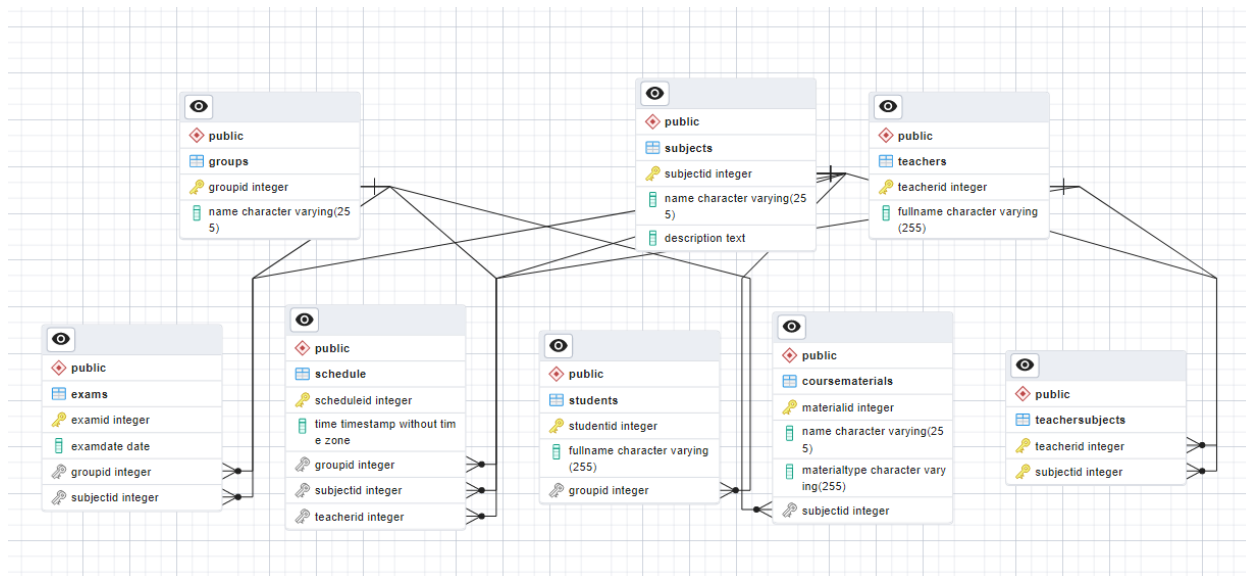 public
groups
groupid integer
name character varying(25
5)
public
subjects
subjectid integer
name character varying(25
5)
description text
public
teachers
teacherid integer
fullname character varying
(255)
public
exams
examid integer
examdate date
groupid integer
subjectid integer
public
schedule
scheduleid integer
time timestamp without tim
e zone
groupid integer
subjectid integer
teacherid integer
public
students
studentid integer
fullname character varying
(255)
groupid integer
public
coursematerials
materialid integer
name character varying(25
5)
materialtype character vary
ing(255)
subjectid integer
public
teachersubjects
teacherid integer
subjectid integer